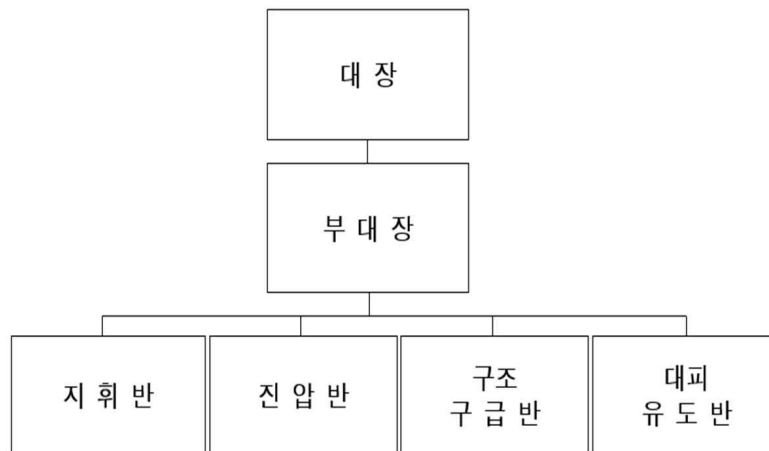 대 장
부 대 장
지 휘 반
진 압 반
구조
구 급 반
대피
유 도 반